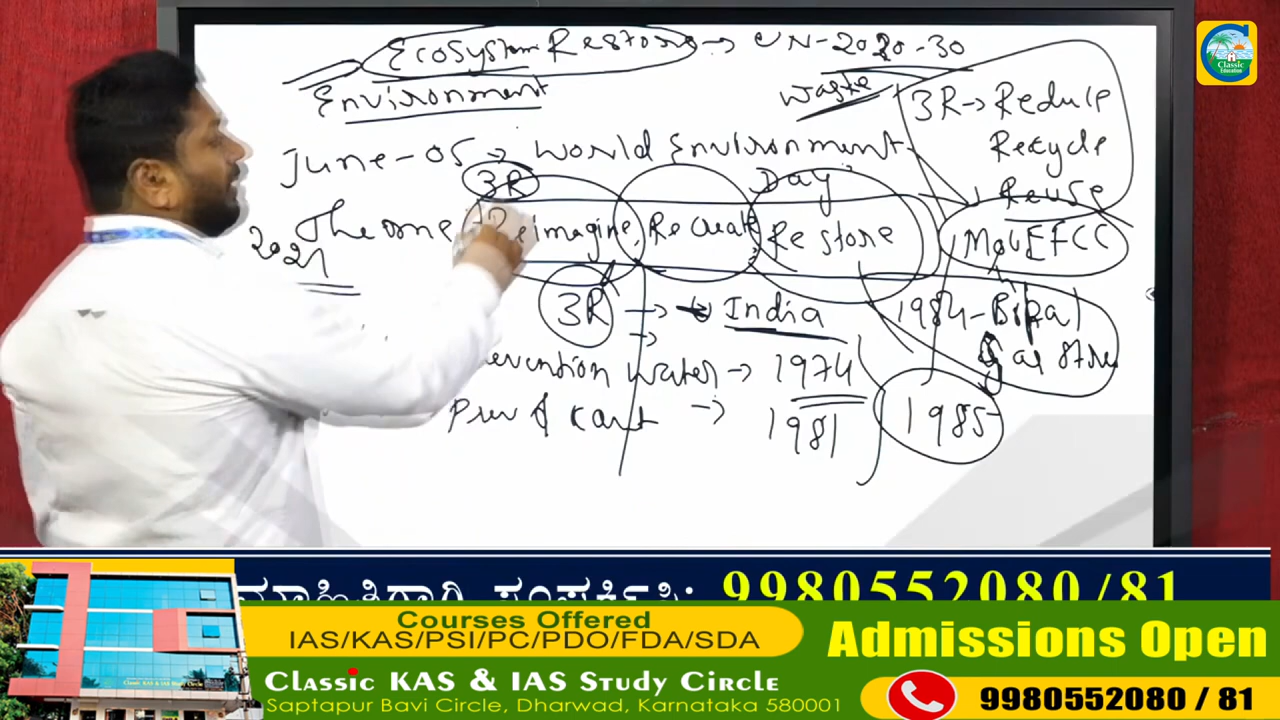 Ecosystem Restore → UN-2020-30
Environment
waste
3R → Reduce
Recycle
Reuse
June-05 → World Environment Day
3R
Theme Reimagine, Recreate, Restore
2021
MoEFCC
3R → India
1984 - Bhopal
Gas
Prevention Water → 1974
→ 1981
1985
Classic
Education
ಮಾಹಿತಿಗಾಗಿ ಸಂಪರ್ಕಿಸಿ: 9980552080/81
Courses Offered
IAS/KAS/PSI/PC/PDO/FDA/SDA
Admissions Open
Classic KAS & IAS Study Circle
Saptapur Bavi Circle, Dharwad, Karnataka 580001
9980552080 / 81